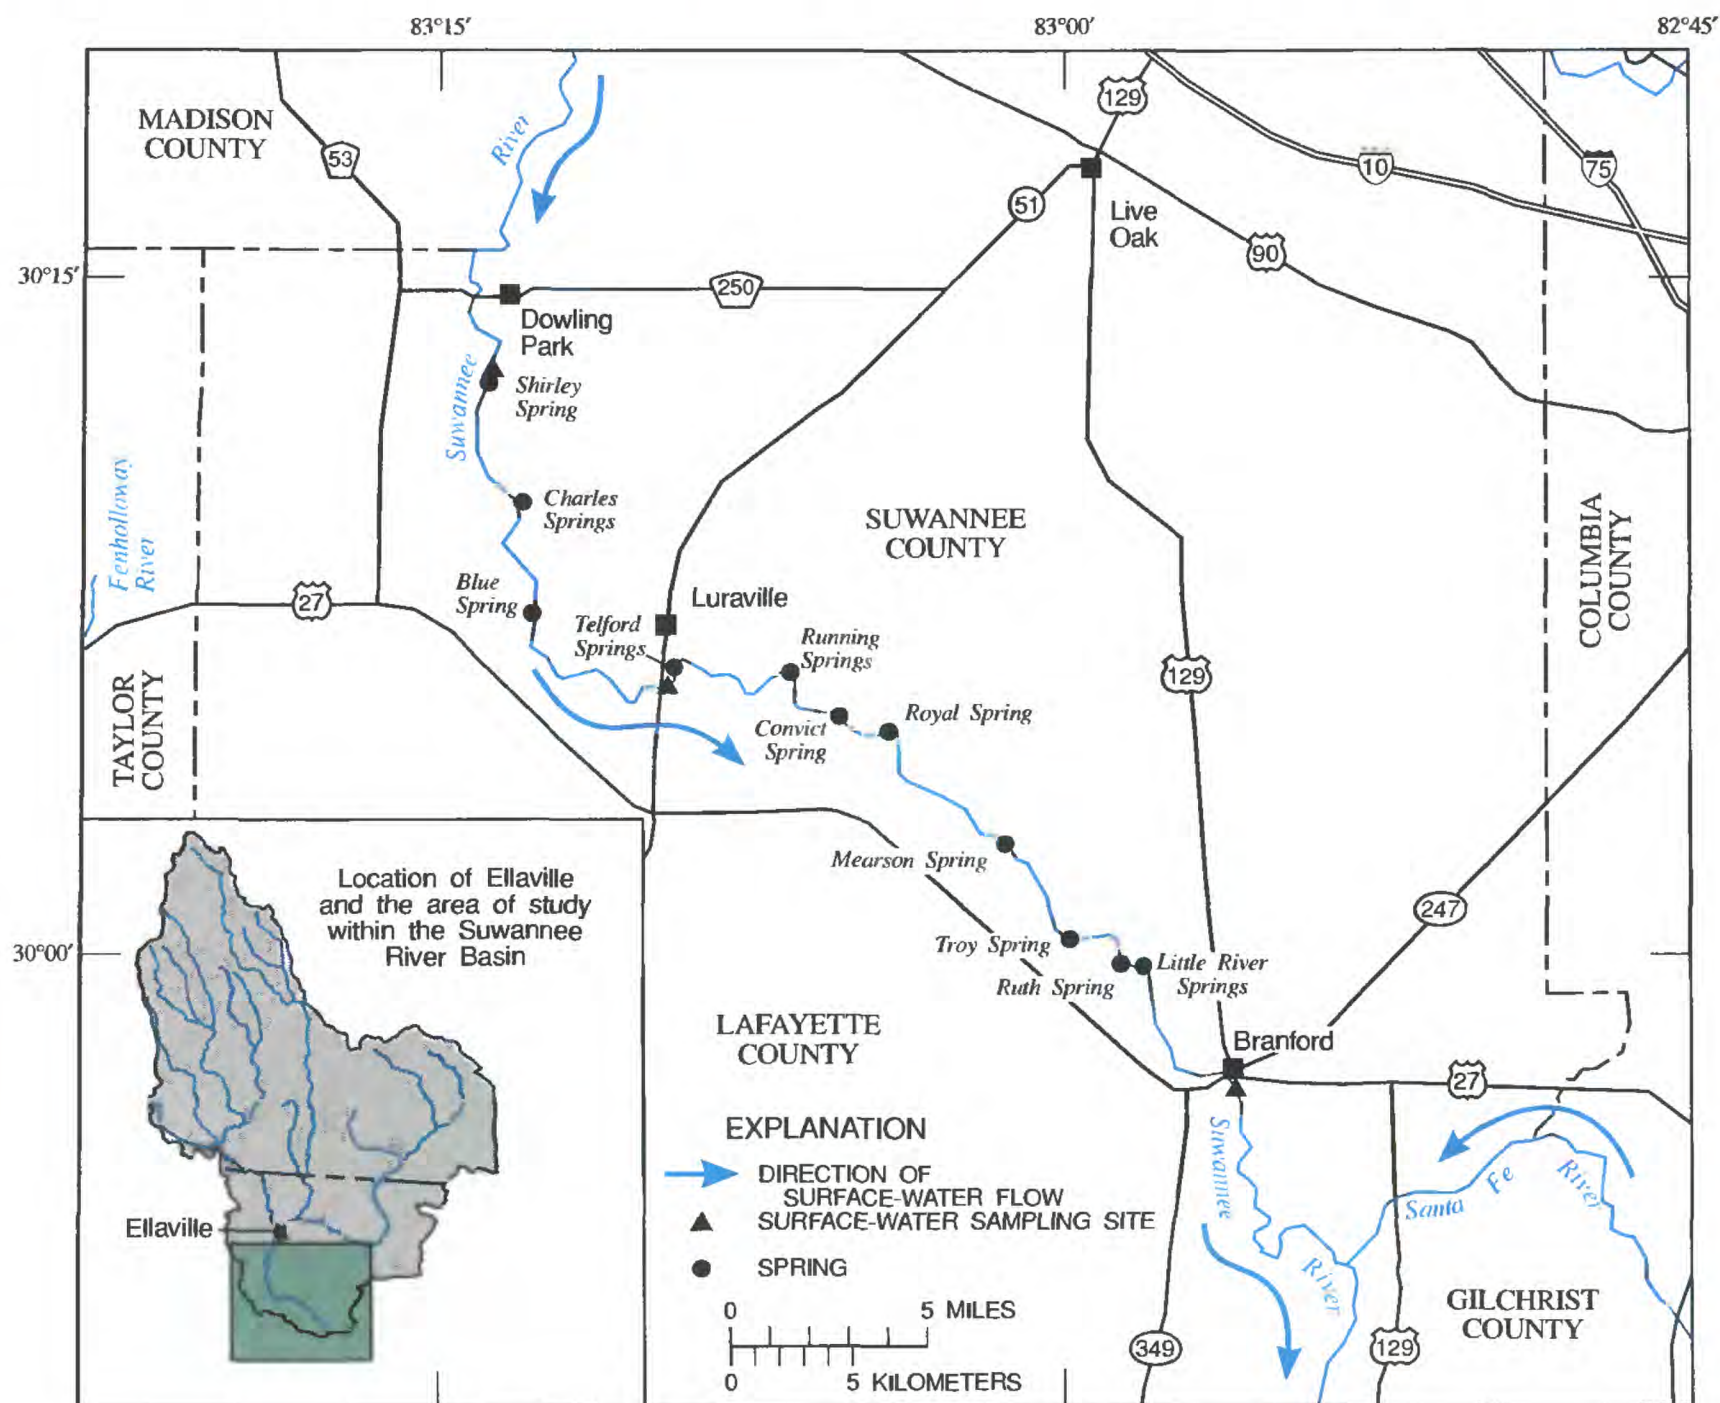 83°15′
83°00′
82°45′
MADISON
COUNTY
53
River
129
10
75
51
Live
Oak
90
30°15′
250
Dowling
Park
Suwannee
Shirley
Spring
Fenholloway
River
Charles
Springs
SUWANNEE
COUNTY
COLUMBIA
COUNTY
Blue
Spring
27
Luraville
Telford
Springs
Running
Springs
129
TAYLOR
COUNTY
Royal Spring
Convict
Spring
Mearson Spring
Location of Ellaville
and the area of study
within the Suwannee
River Basin
247
30°00′
Troy Spring
Ruth Spring
Little River
Springs
LAFAYETTE
COUNTY
Branford
27
EXPLANATION
DIRECTION OF
SURFACE-WATER FLOW
SURFACE-WATER SAMPLING SITE
SPRING
Suwannee
River
Santa Fe River
Ellaville
0 5 MILES
0 5 KILOMETERS
GILCHRIST
COUNTY
349
129